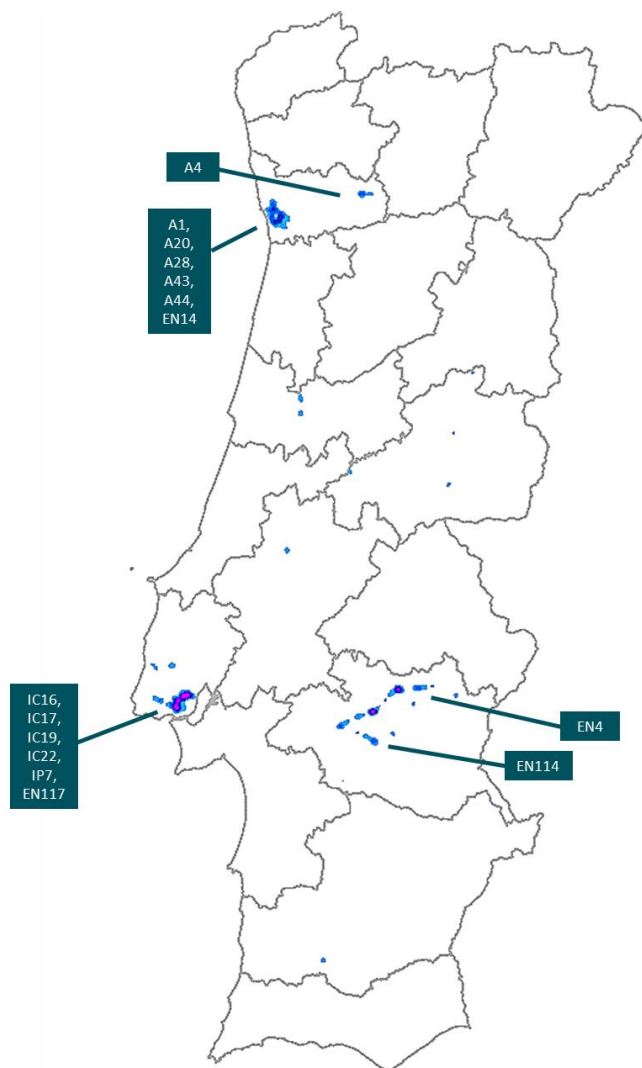 A4
A1,
A20,
A28,
A43,
A44,
EN14
IC16,
IC17,
IC19,
IC22,
IP7,
EN117
EN4
EN114